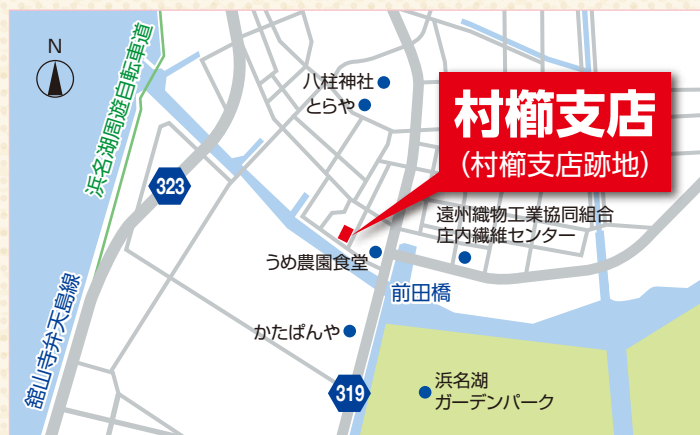 N
浜名湖周遊自転車道
八柱神社
とらや
村櫛支店
（村櫛支店跡地）
323
遠州織物工業協同組合
庄内繊維センター
うめ農園食堂
前田橋
舘山寺弁天島線
かたぱんや
319
浜名湖
ガーデンパーク